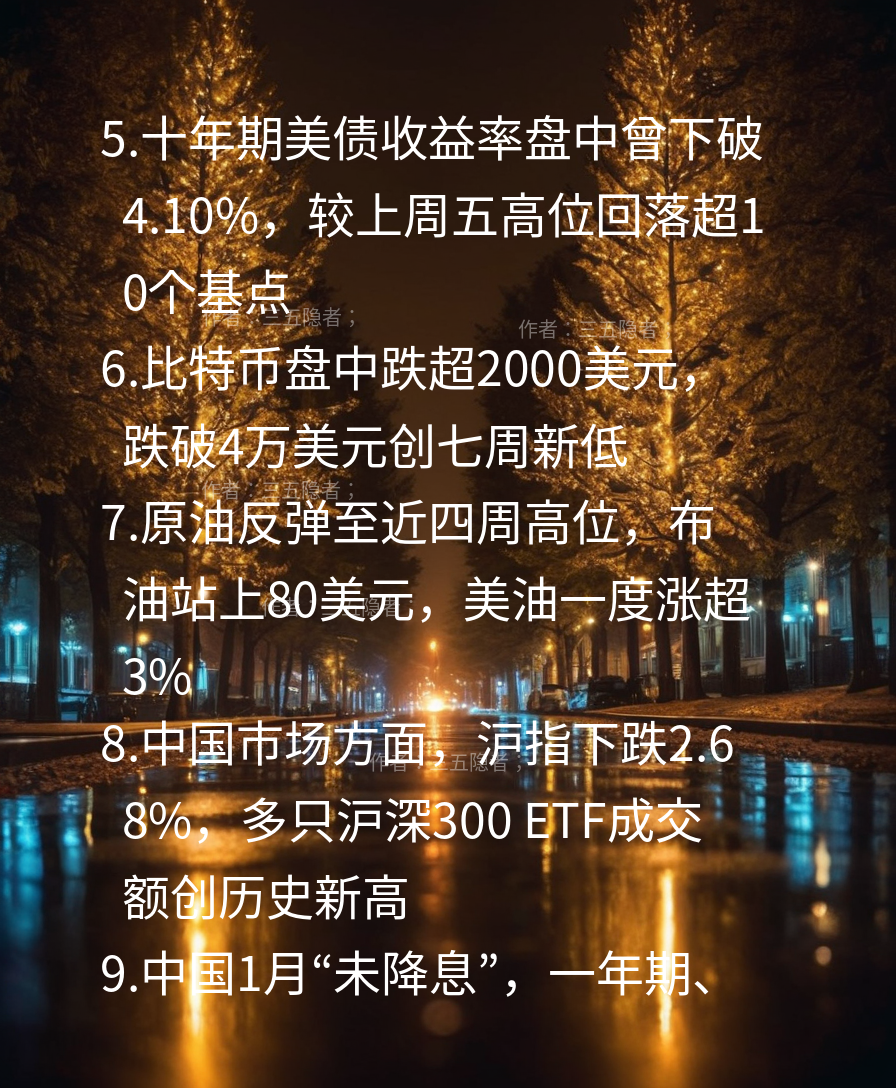 5.十年期美债收益率盘中曾下破
4.10%，较上周五高位回落超1
0个基点
作者：三五隐者；
作者：三五隐者
6.比特币盘中跌超2000美元，
跌破4万美元创七周新低
作者：三五隐者；
7.原油反弹至近四周高位，布
油站上80美元，美油一度涨超
隐者
3%
8.中国市场方面，沪指下跌2.6
作者：三五隐者；
8%，多只沪深300 ETF成交
额创历史新高
9.中国1月“未降息”，一年期、